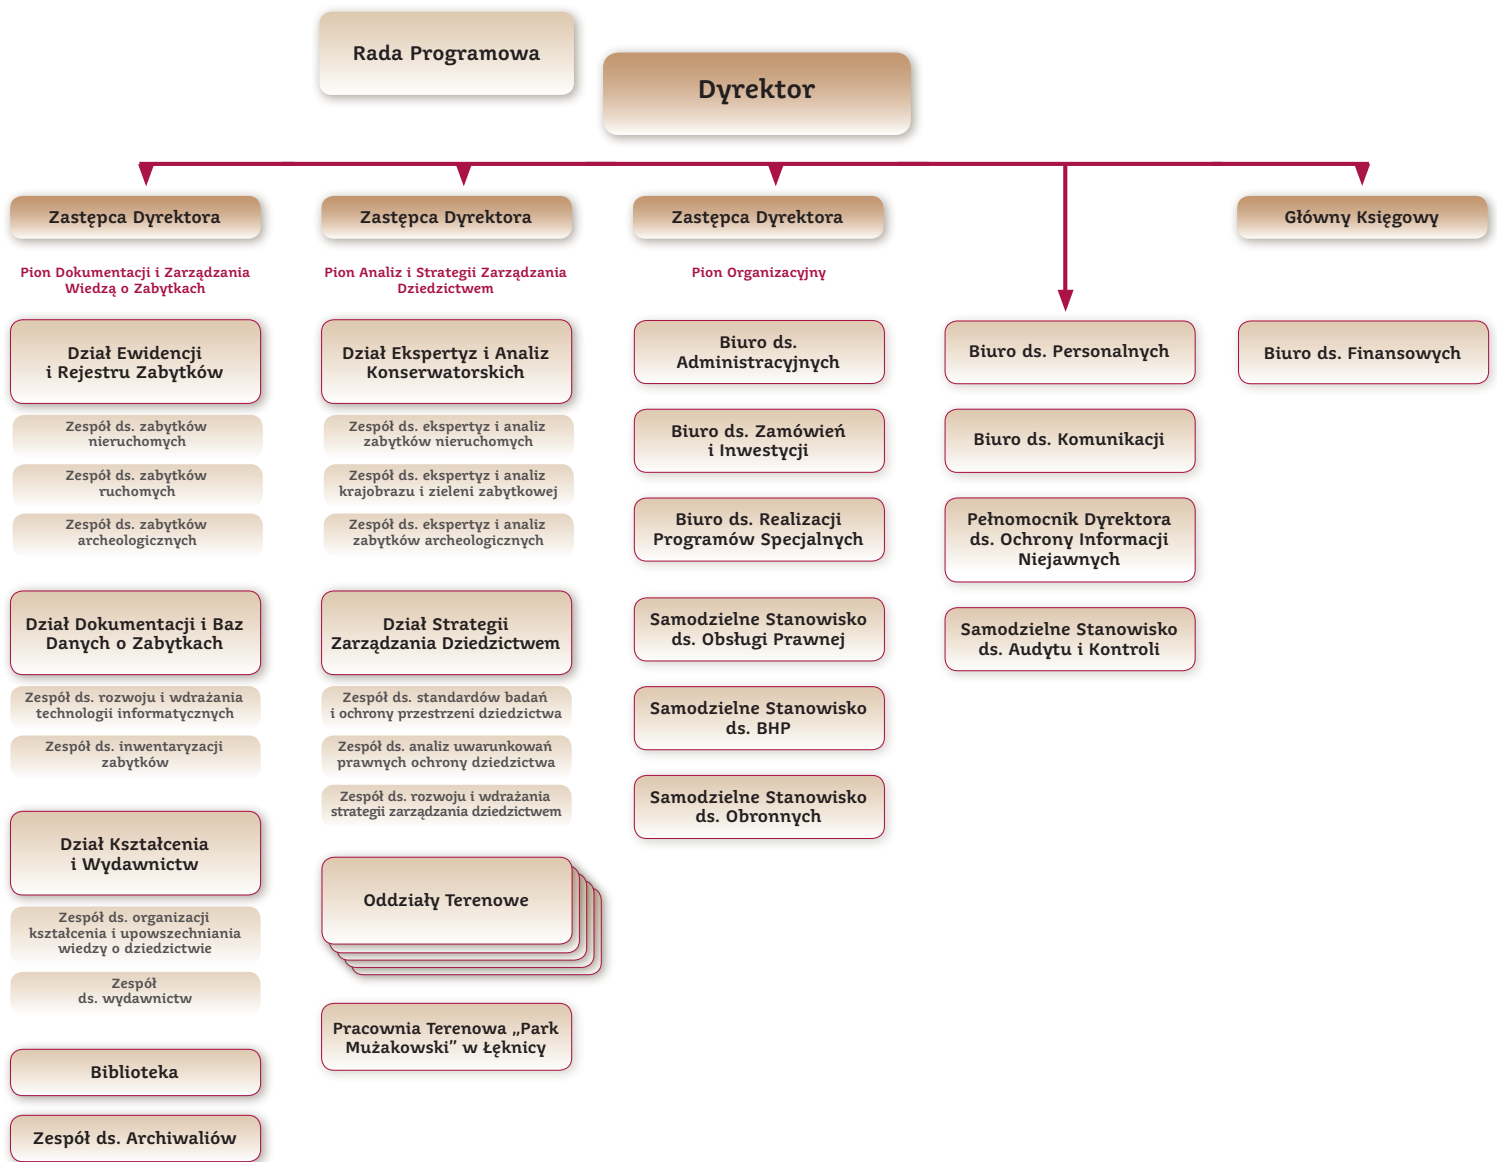 Rada Programowa
Dyrektor
Zastępca Dyrektora
Pion Dokumentacji i Zarządzania
Wiedzą o Zabytkach
Dział Ewidencji
i Rejestru Zabytków
Zespół ds. zabytków
nieruchomych
Zespół ds. zabytków
ruchomych
Zespół ds. zabytków
archeologicznych
Dział Dokumentacji i Baz
Danych o Zabytkach
Zespół ds. rozwoju i wdrażania
technologii informatycznych
Zespół ds. inwentaryzacji
zabytków
Dział Kształcenia
i Wydawnictw
Zespół ds. organizacji
kształcenia i upowszechniania
wiedzy o dziedzictwie
Zespół
ds. wydawnictw
Biblioteka
Zespół ds. Archiwaliów
Zastępca Dyrektora
Pion Analiz i Strategii Zarządzania
Dziedzictwem
Dział Ekspertyz i Analiz
Konserwatorskich
Zespół ds. ekspertyz i analiz
zabytków nieruchomych
Zespół ds. ekspertyz i analiz
krajobrazu i zieleni zabytkowej
Zespół ds. ekspertyz i analiz
zabytków archeologicznych
Dział Strategii
Zarządzania Dziedzictwem
Zespół ds. standardów badań
i ochrony przestrzeni dziedzictwa
Zespół ds. analiz uwarunkowań
prawnych ochrony dziedzictwa
Zespół ds. rozwoju i wdrażania
strategii zarządzania dziedzictwem
Oddziały Terenowe
Pracownia Terenowa „Park
Mużakowski” w Łęknicy
Zastępca Dyrektora
Pion Organizacyjny
Biuro ds.
Administracyjnych
Biuro ds. Zamówień
i Inwestycji
Biuro ds. Realizacji
Programów Specjalnych
Samodzielne Stanowisko
ds. Obsługi Prawnej
Samodzielne Stanowisko
ds. BHP
Samodzielne Stanowisko
ds. Obronnych
Biuro ds. Personalnych
Biuro ds. Komunikacji
Pełnomocnik Dyrektora
ds. Ochrony Informacji
Niejawnych
Samodzielne Stanowisko
ds. Audytu i Kontroli
Główny Księgowy
Biuro ds. Finansowych